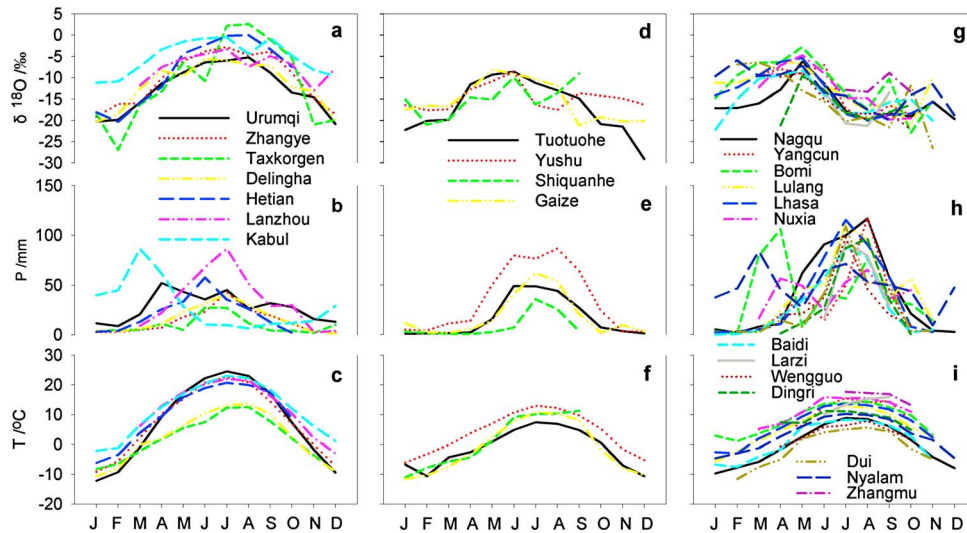 δ 18O /‰
5
0
-5
-10
-15
-20
-25
-30
a
Urumqi
Zhangye
Taxkorgen
Delingha
Hetian
Lanzhou
Kabul
d
Tuotuohe
Yushu
Shiquanhe
Gaize
g
Nagqu
Yangcun
Bomi
Lulang
Lhasa
Nuxia
P /mm
150
100
50
0
b
e
h
Baidi
Larzi
Wengguo
Dingri
T /ºC
30
20
10
0
-10
-20
c
f
i
Dui
Nyalam
Zhangmu
J F M A M J J A S O N D
J F M A M J J A S O N D
J F M A M J J A S O N D